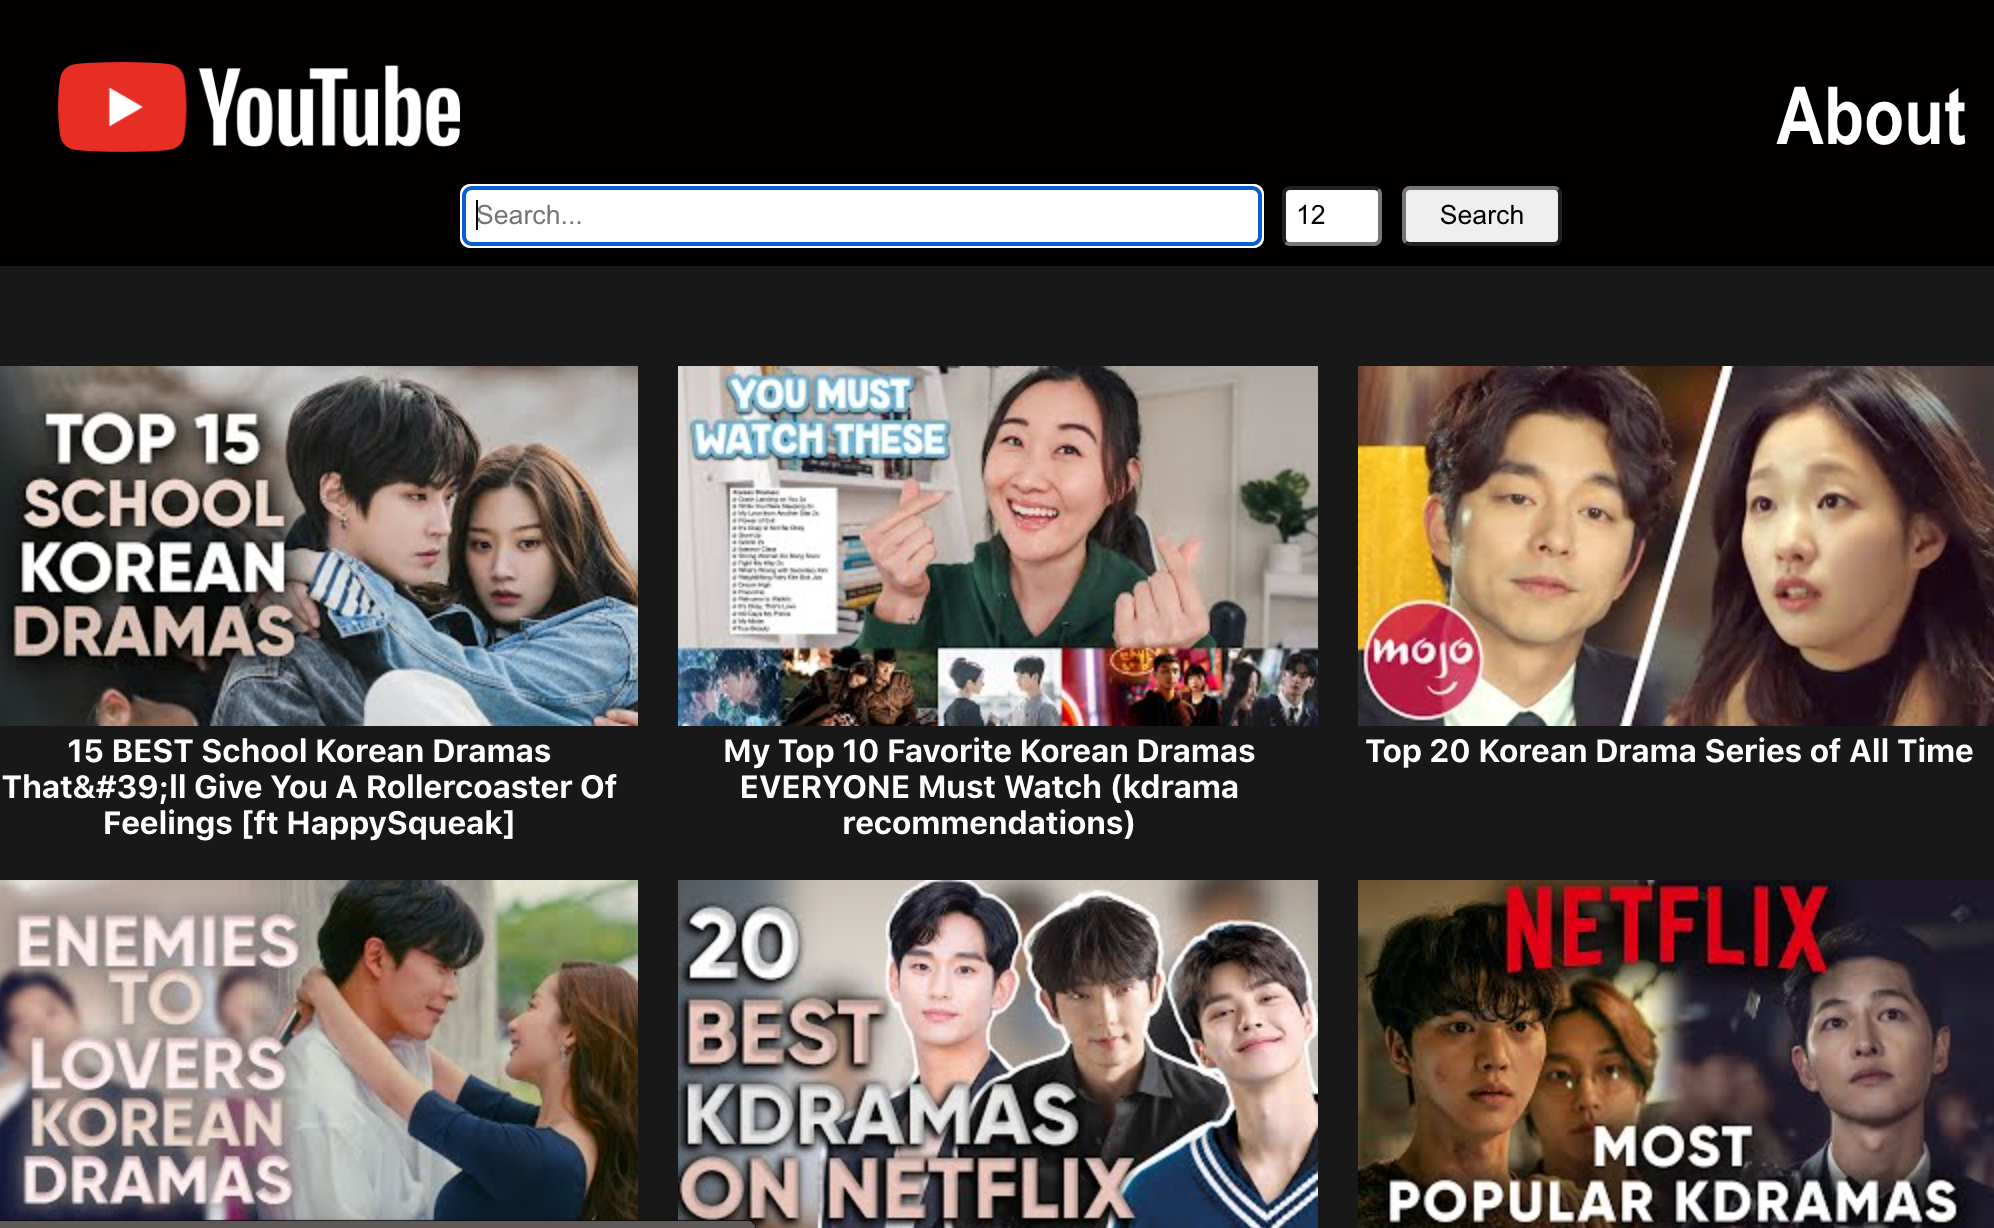 YouTube
About
Search...
12
Search
TOP 15
SCHOOL
KOREAN
DRAMAS
YOU MUST
WATCH THESE
mojo
15 BEST School Korean Dramas
That&#39;ll Give You A Rollercoaster Of
Feelings [ft HappySqueak]
My Top 10 Favorite Korean Dramas
EVERYONE Must Watch (kdrama
recommendations)
Top 20 Korean Drama Series of All Time
ENEMIES
TO
LOVERS
KOREAN
DRAMAS
20
BEST
KDRAMAS
ON NETFLIX
NETFLIX
MOST
POPULAR KDRAMAS